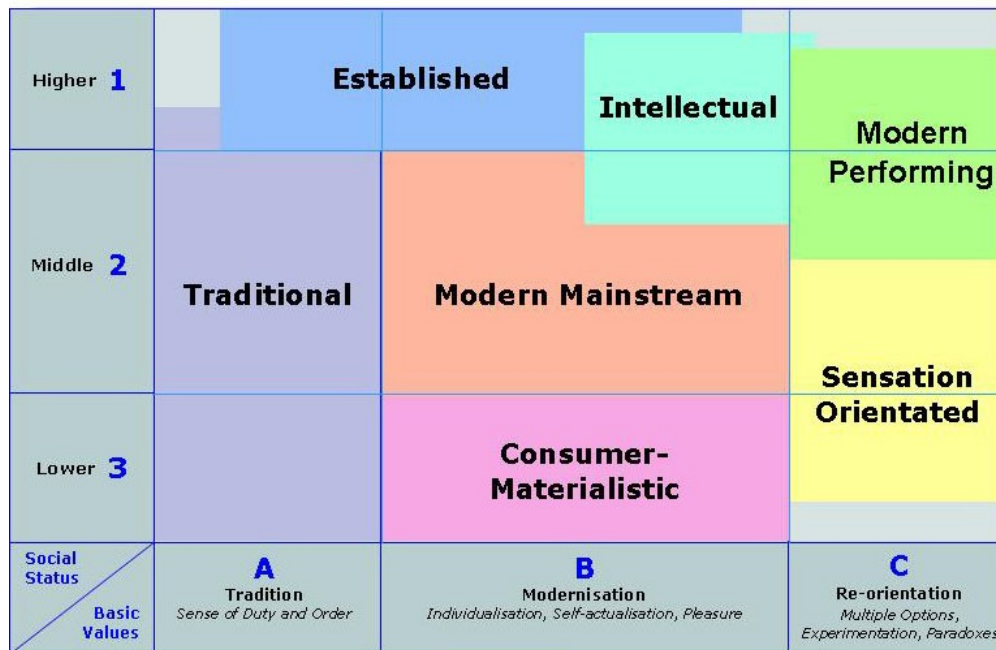 Higher 1
Established
Intellectual
Modern
Performing
Middle 2
Traditional
Modern Mainstream
Sensation
Orientated
Lower 3
Consumer-
Materialistic
Social
Status
Basic
Values
A
Tradition
Sense of Duty and Order
B
Modernisation
Individualisation, Self-actualisation, Pleasure
C
Re-orientation
Multiple Options,
Experimentation, Paradoxes